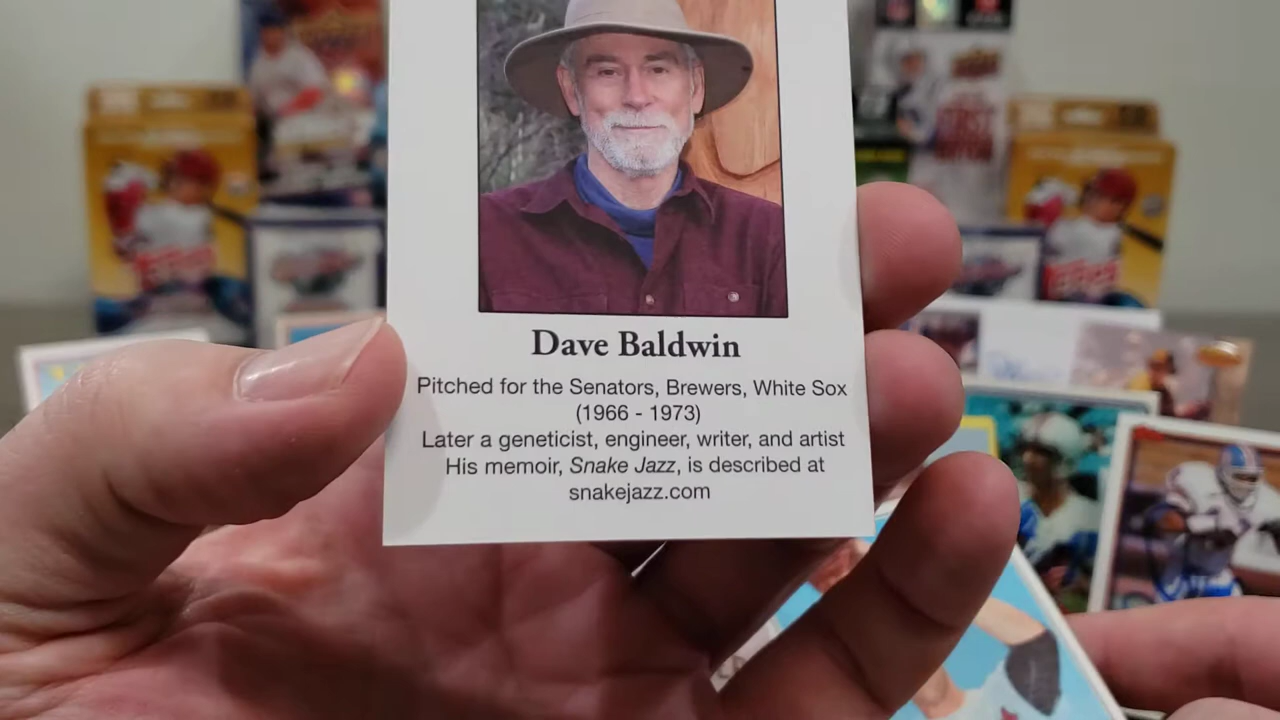 Dave Baldwin
Pitched for the Senators, Brewers, White Sox
(1966 - 1973)
Later a geneticist, engineer, writer, and artist
His memoir, Snake Jazz, is described at
snakejazz.com